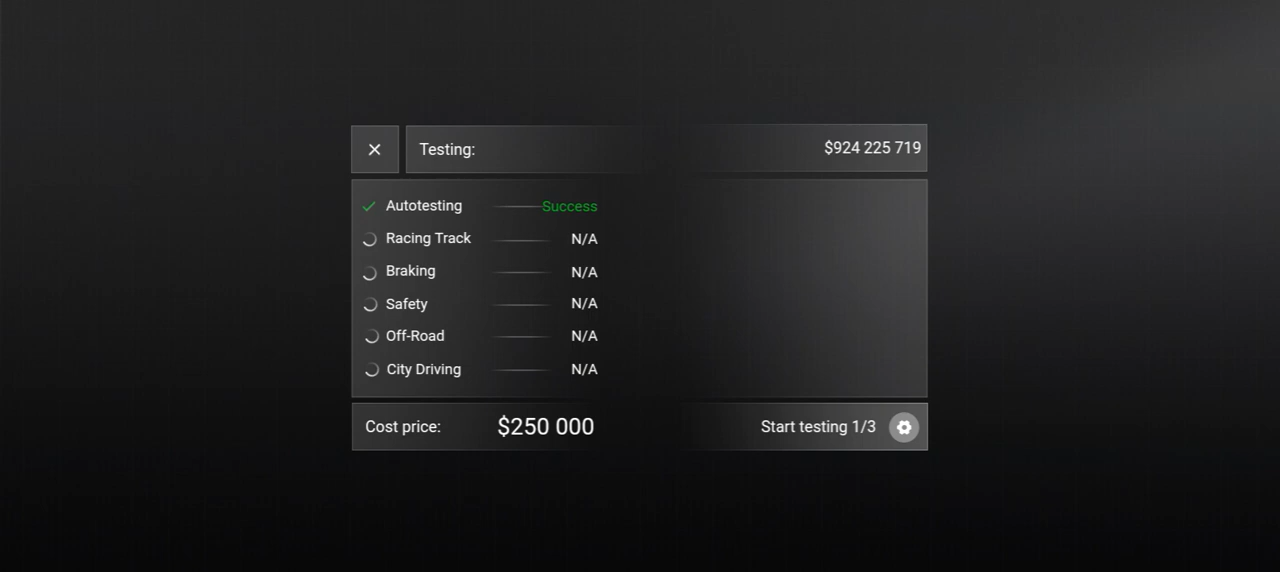 Testing:
$924 225 719
Autotesting Success
Racing Track N/A
Braking N/A
Safety N/A
Off-Road N/A
City Driving N/A
Cost price: $250 000
Start testing 1/3